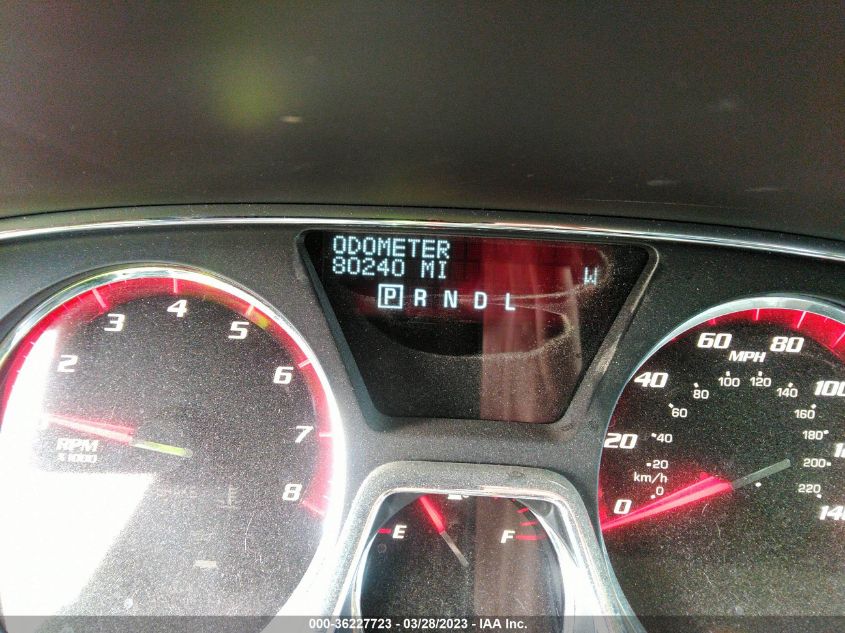 ODOMETER
80240 MI
W
P R N D L
2 3 4 5 6 7 8
RPM
x1000
BRAKE
E F
0 20 40 60 80 100
MPH
0 20 40 60 80 100 120 140 160 180 200 220
km/h
000-36227723 / 03/28/2023 / IAA Inc.